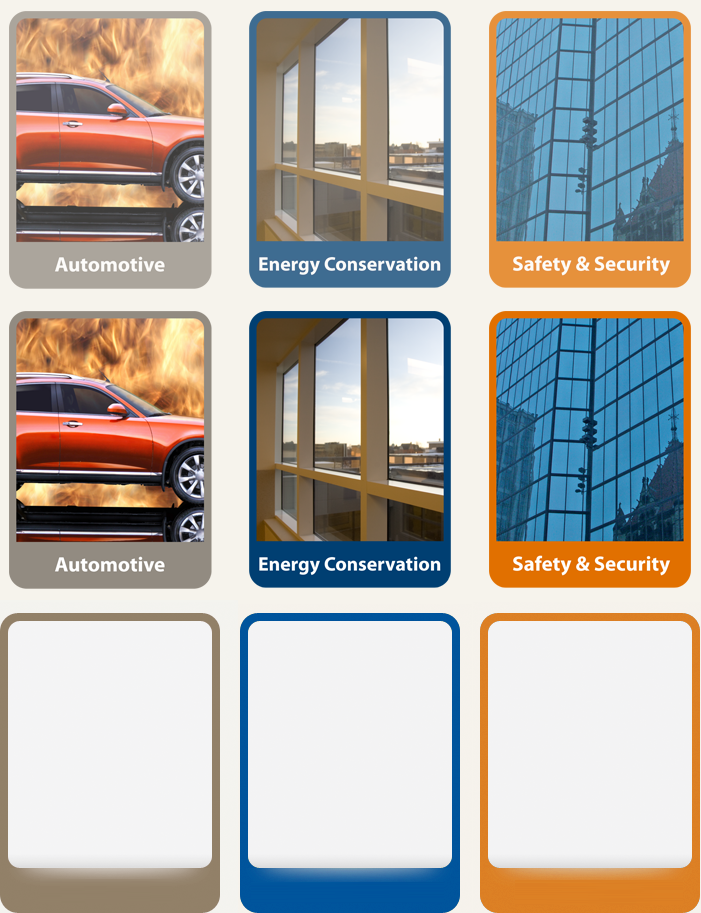 Automotive
Energy Conservation
Safety & Security
Automotive
Energy Conservation
Safety & Security